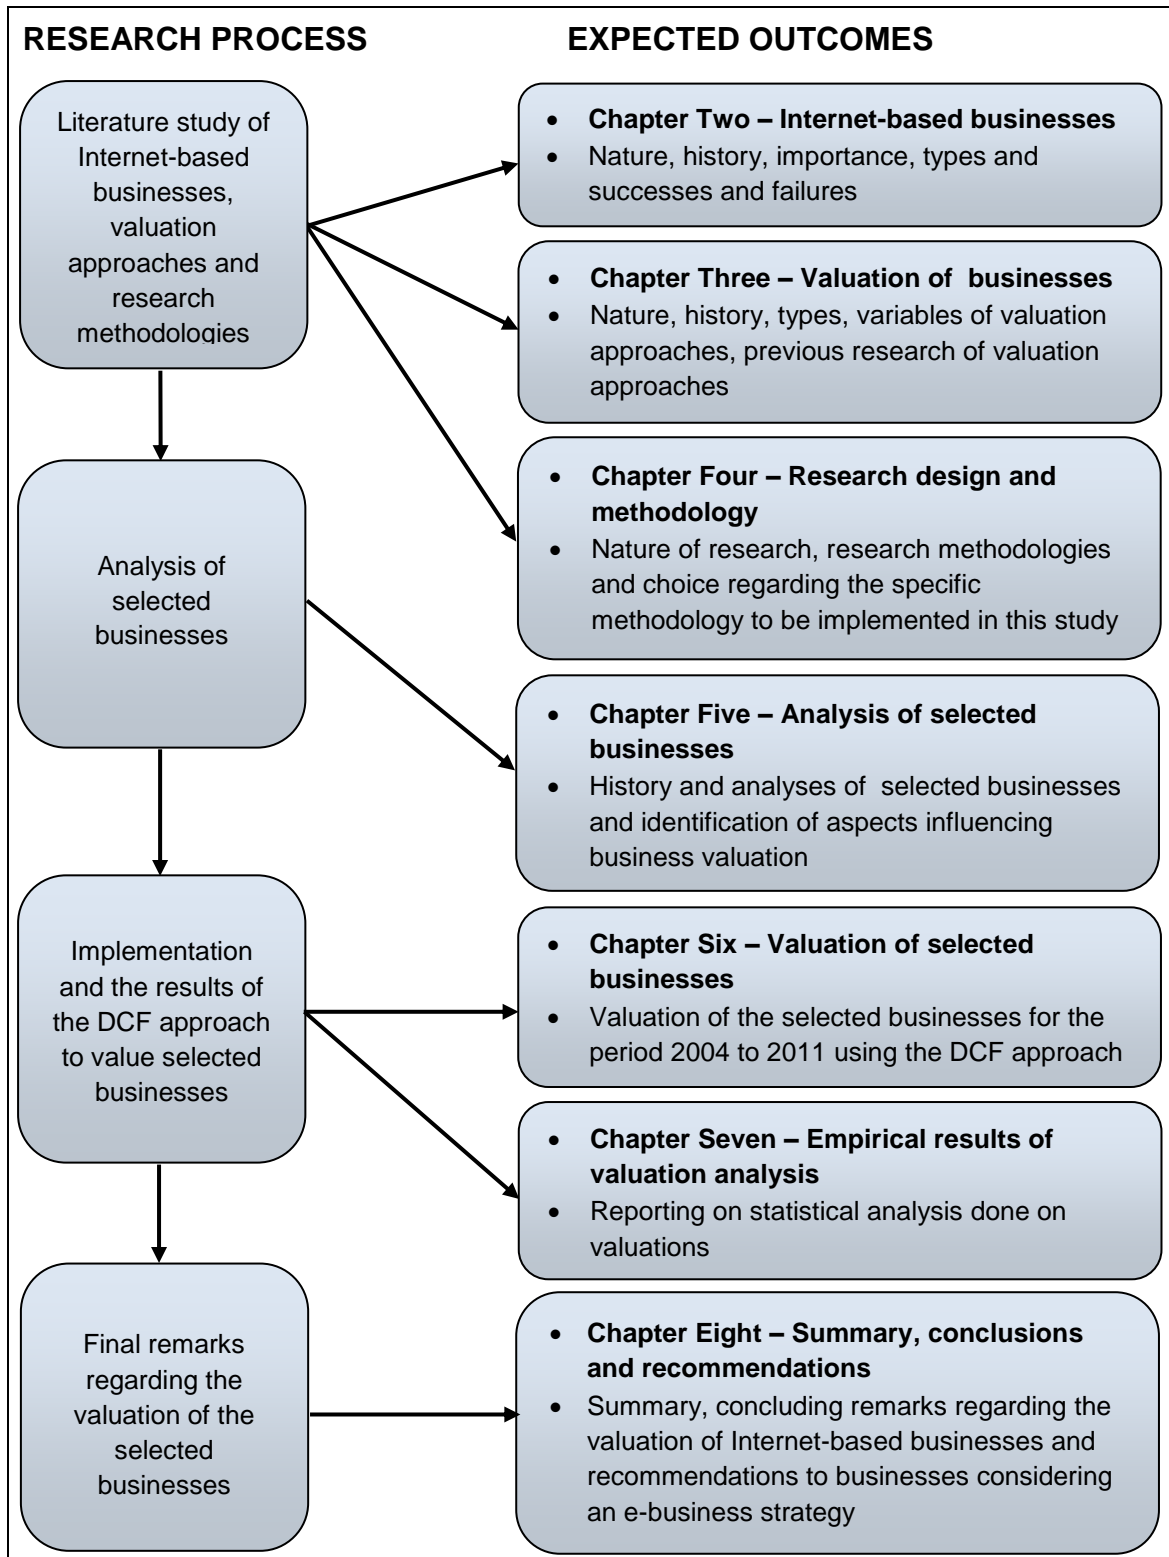 RESEARCH PROCESS
EXPECTED OUTCOMES
Literature study of
Internet-based
businesses,
valuation
approaches and
research
methodologies
• Chapter Two – Internet-based businesses
• Nature, history, importance, types and
successes and failures
• Chapter Three – Valuation of businesses
• Nature, history, types, variables of valuation
approaches, previous research of valuation
approaches
• Chapter Four – Research design and
methodology
• Nature of research, research methodologies
and choice regarding the specific
methodology to be implemented in this study
Analysis of
selected
businesses
• Chapter Five – Analysis of selected
businesses
• History and analyses of selected businesses
and identification of aspects influencing
business valuation
Implementation
and the results of
the DCF approach
to value selected
businesses
• Chapter Six – Valuation of selected
businesses
• Valuation of the selected businesses for the
period 2004 to 2011 using the DCF approach
• Chapter Seven – Empirical results of
valuation analysis
• Reporting on statistical analysis done on
valuations
Final remarks
regarding the
valuation of the
selected
businesses
• Chapter Eight – Summary, conclusions
and recommendations
• Summary, concluding remarks regarding the
valuation of Internet-based businesses and
recommendations to businesses considering
an e-business strategy